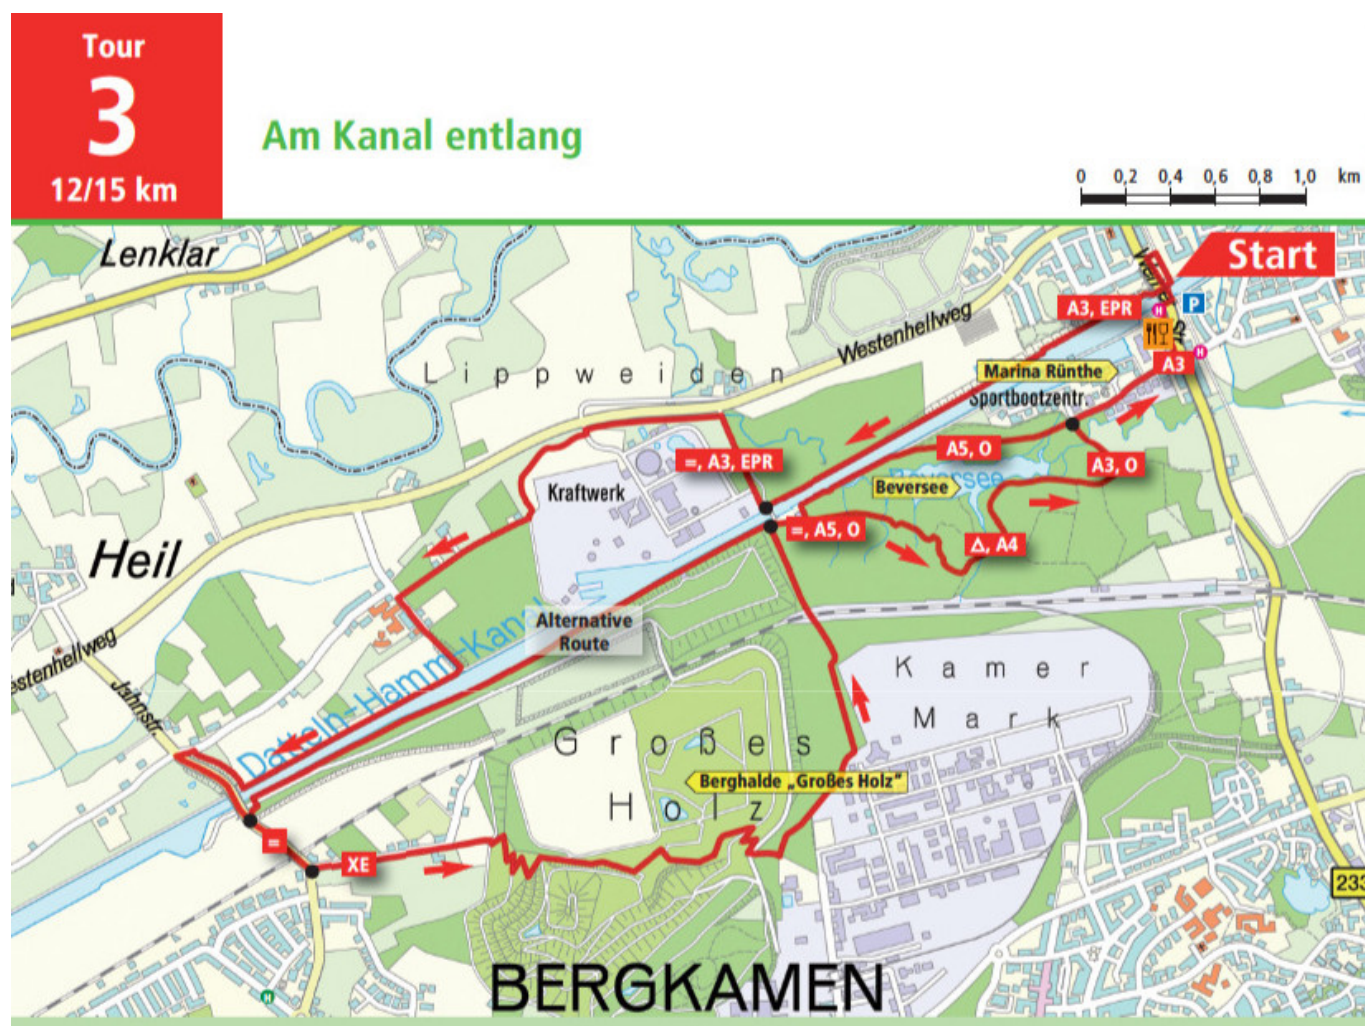 Tour
3
12/15 km
Am Kanal entlang
0 0,2 0,4 0,6 0,8 1,0 km
Lenklar
Start
A3, EPR
P
H
Westenhellweg
H
A3
Marina Rünthe
Sportbootzentr.
Lippweiden
A5, O
A3, O
=, A3, EPR
Beversee
Beversee
Kraftwerk
=, A5, O
Δ, A4
Heil
Alternative
Route
Datteln-Hamm-Kanal
Kamer
Mark
Jahnstr.
Großes
Holz
Berghalde „Großes Holz"
=
XE
233
BERGKAMEN
H